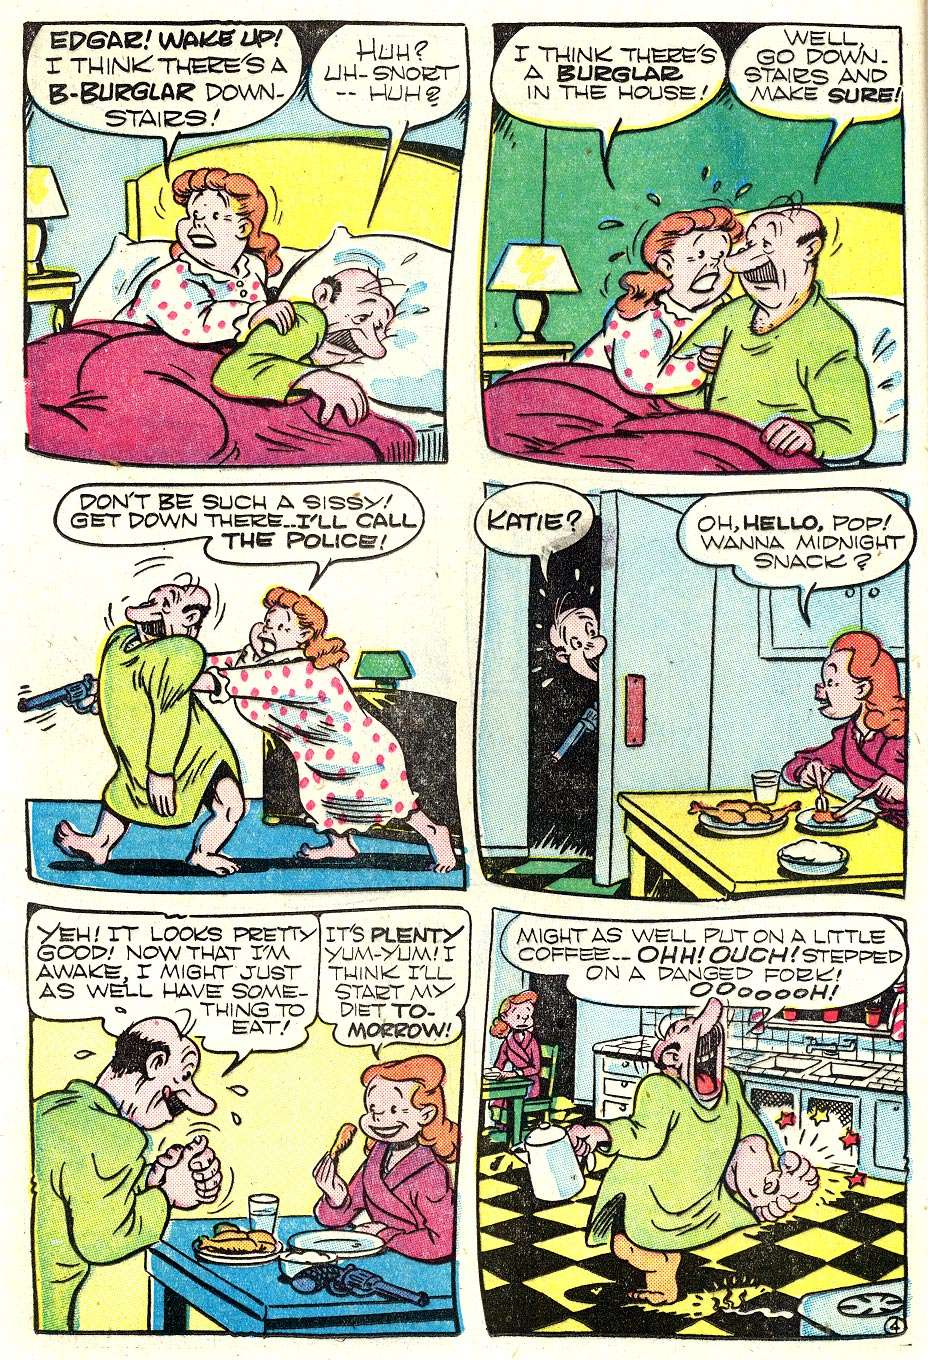 EDGAR! WAKE UP!
I THINK THERE'S A
B-BURGLAR DOWN-
STAIRS!
HUH?
UH-SNORT
-- HUH?
I THINK THERE'S
A BURGLAR
IN THE HOUSE!
WELL,
GO DOWN-
STAIRS AND
MAKE SURE!
DON'T BE SUCH A SISSY!
GET DOWN THERE..I'LL CALL
THE POLICE!
KATIE?
OH, HELLO, POP!
WANNA MIDNIGHT
SNACK?
YEH! IT LOOKS PRETTY
GOOD! NOW THAT I'M
AWAKE, I MIGHT JUST
AS WELL HAVE SOME-
THING TO
EAT!
IT'S PLENTY
YUM-YUM! I
THINK I'LL
START MY
DIET TO-
MORROW!
MIGHT AS WELL PUT ON A LITTLE
COFFEE-- OHH! OUCH! STEPPED
ON A DANGED FORK!
OOOOOOH!
4